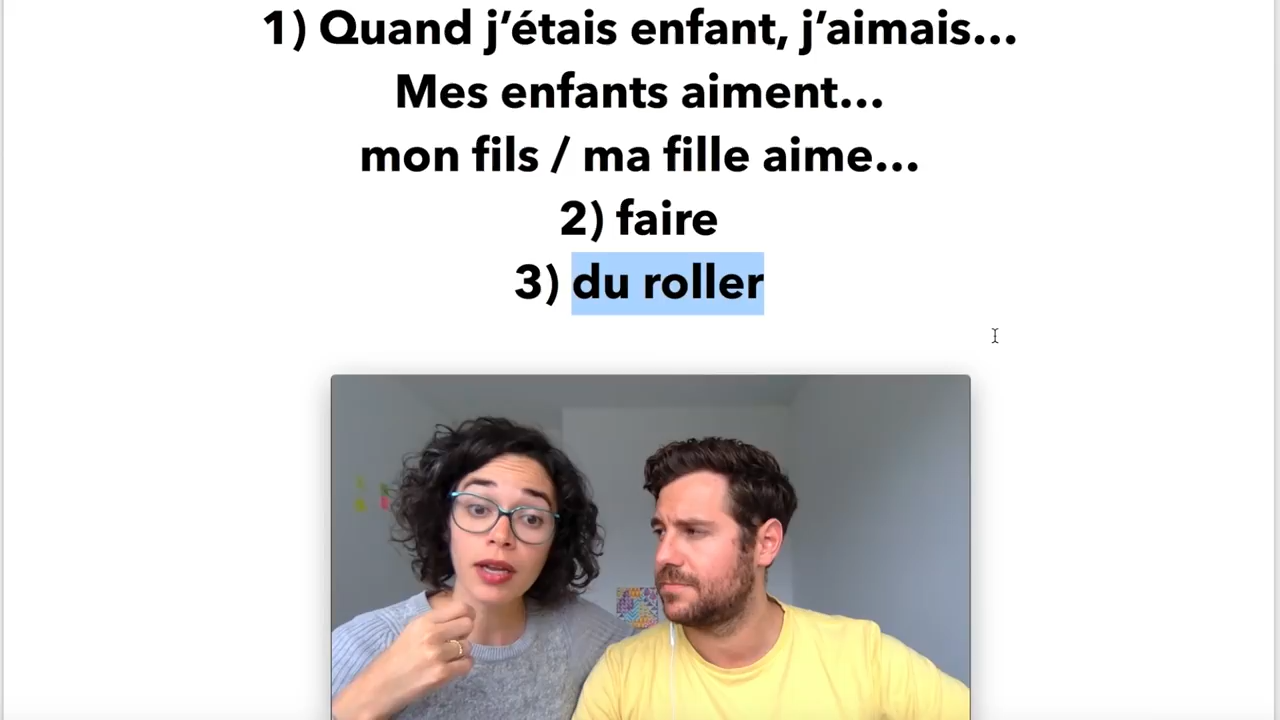 1) Quand j’étais enfant, j’aimais…
Mes enfants aiment…
mon fils / ma fille aime…
2) faire
3) du roller